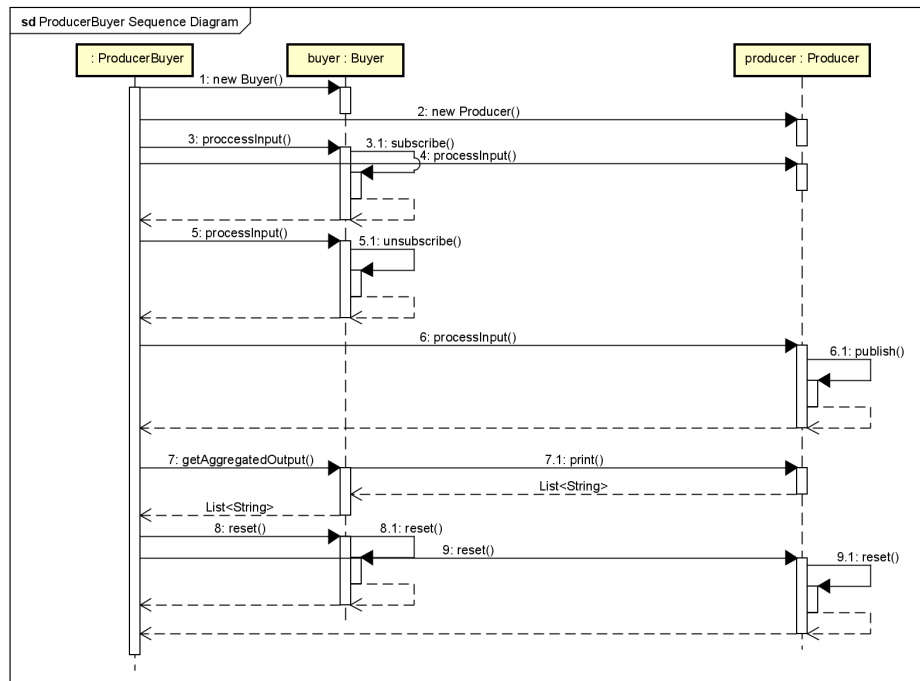 sd ProducerBuyer Sequence Diagram
: ProducerBuyer
buyer : Buyer
producer : Producer
1: new Buyer()
2: new Producer()
3: proccessInput()
3.1: subscribe()
4: processInput()
5: processInput()
5.1: unsubscribe()
6: processInput()
6.1: publish()
7: getAggregatedOutput()
7.1: print()
List<String>
List<String>
8: reset()
8.1: reset()
9: reset()
9.1: reset()